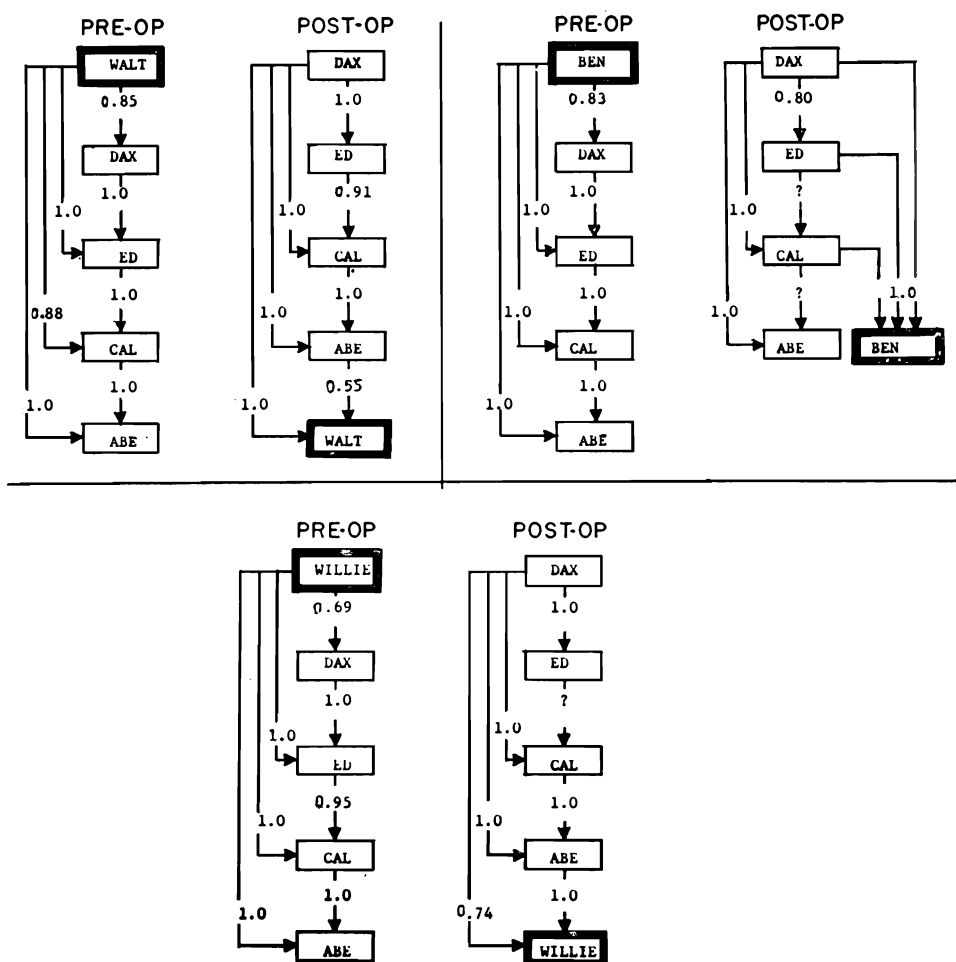 PRE-OP
WALT
0.85
DAX
1.0
1.0
ED
1.0
0.88
CAL
1.0
1.0
ABE
POST-OP
DAX
1.0
ED
0.91
1.0
CAL
1.0
1.0
ABE
0.55
1.0
WALT
PRE-OP
BEN
0.83
DAX
1.0
1.0
ED
1.0
1.0
CAL
1.0
1.0
ABE
POST-OP
DAX
0.80
ED
?
1.0
CAL
?
1.0
1.0
ABE
BEN
PRE-OP
WILLIE
0.69
DAX
1.0
1.0
ED
0.95
1.0
CAL
1.0
1.0
ABE
POST-OP
DAX
1.0
ED
?
1.0
CAL
1.0
1.0
ABE
1.0
0.74
WILLIE